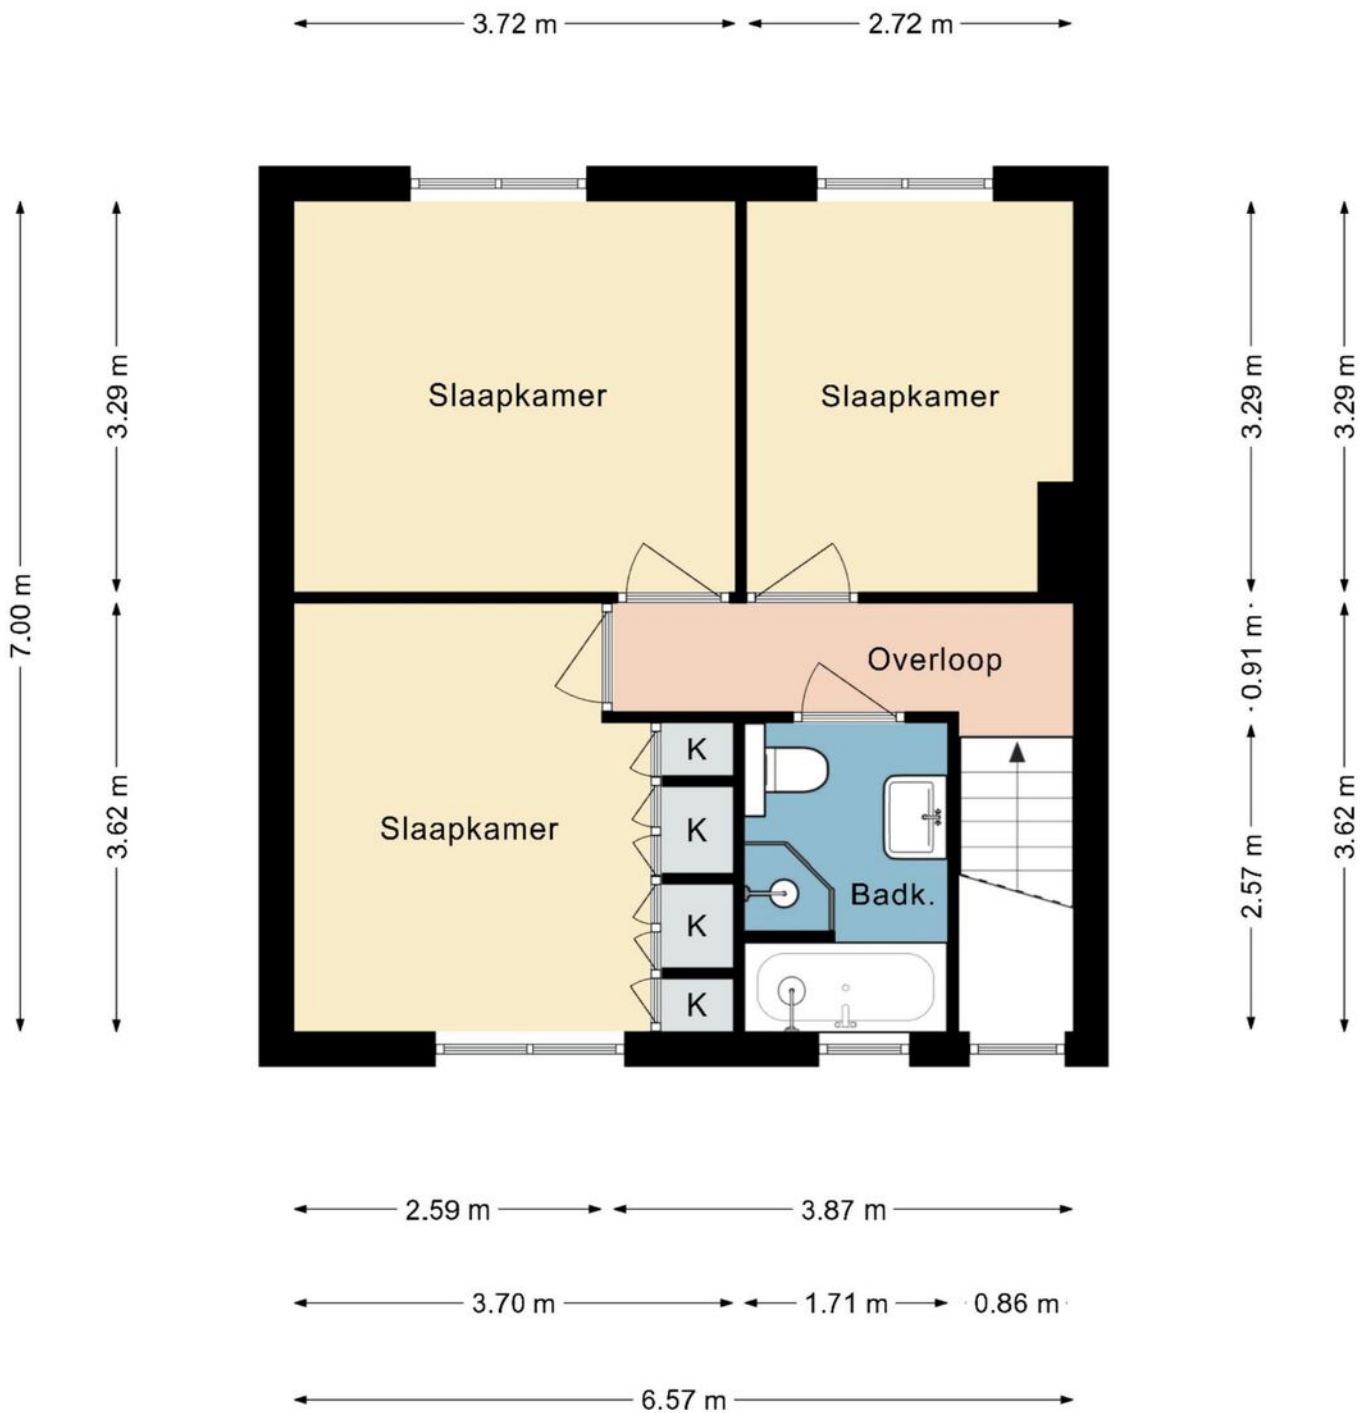 3.72 m
2.72 m
7.00 m
3.29 m
3.29 m
3.29 m
Slaapkamer
Slaapkamer
Overloop
0.91 m
K
Slaapkamer
K
3.62 m
2.57 m
3.62 m
Badk.
K
K
2.59 m
3.87 m
3.70 m
1.71 m
0.86 m
6.57 m